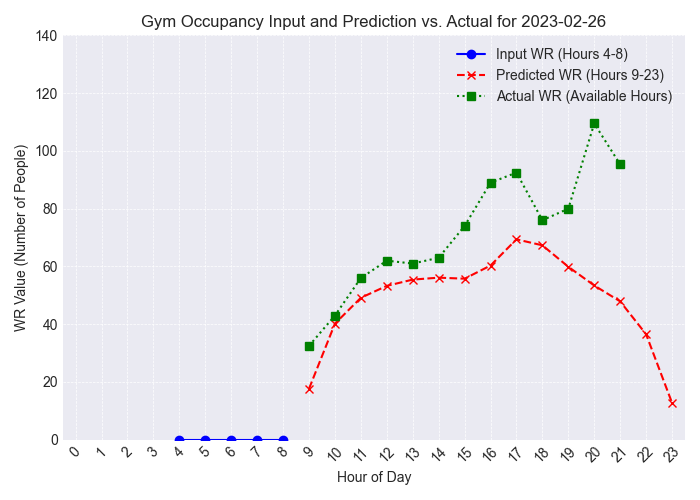 Gym Occupancy Input and Prediction vs. Actual for 2023-02-26
140
120
100
80
60
40
20
0
WR Value (Number of People)
Input WR (Hours 4-8)
Predicted WR (Hours 9-23)
Actual WR (Available Hours)
0 1 2 3 4 5 6 7 8 9 10 11 12 13 14 15 16 17 18 19 20 21 22 23
Hour of Day